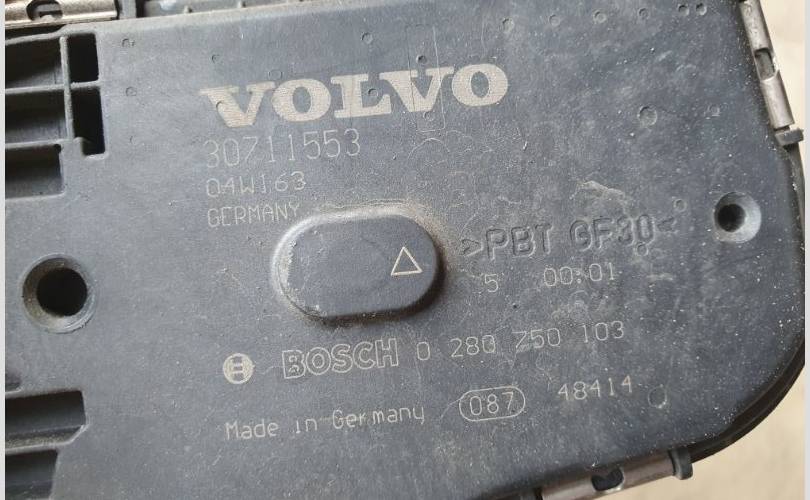 VOLVO
30711553
04W163
GERMANY
>PBT GF30<
5 00:01
BOSCH 0 280 750 103
Made in Germany 087 48414